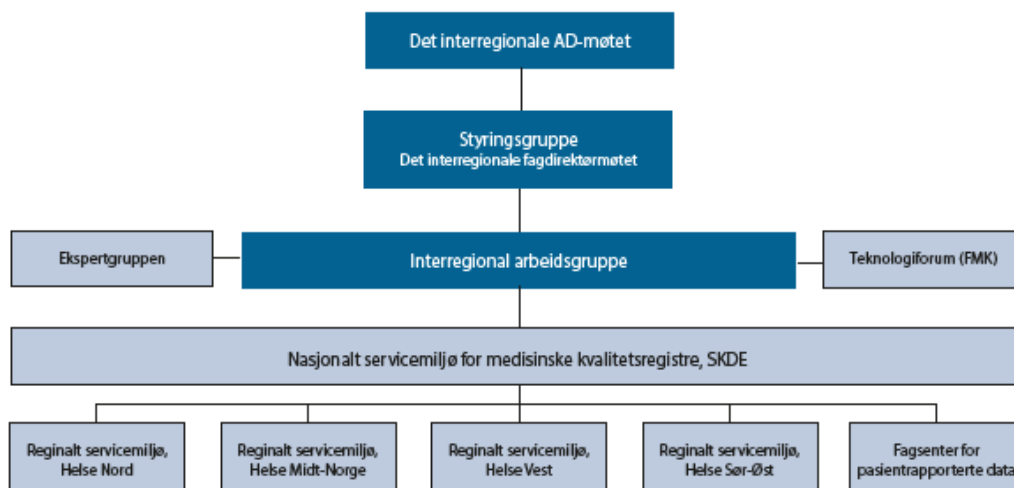 Det interregionale AD-møtet
Styringsgruppe
Det interregionale fagdirektørmøtet
Ekspertgruppen
Interregional arbeidsgruppe
Teknologiforum (FMK)
Nasjonalt servicemiljø for medisinske kvalitetsregistre, SKDE
Reginalt servicemiljø,
Helse Nord
Reginalt servicemiljø,
Helse Midt-Norge
Reginalt servicemiljø,
Helse Vest
Reginalt servicemiljø,
Helse Sør-Øst
Fagsenter for
pasientrapporterte data